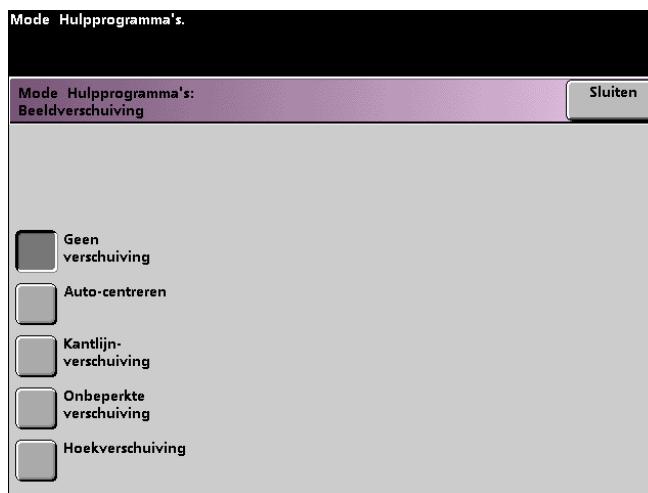 Mode Hulpprogramma's.
Mode Hulpprogramma's:
Beeldverschuiving
Sluiten
Geen
verschuiving
Auto-centreren
Kantlijn-
verschuiving
Onbeperkte
verschuiving
Hoekverschuiving